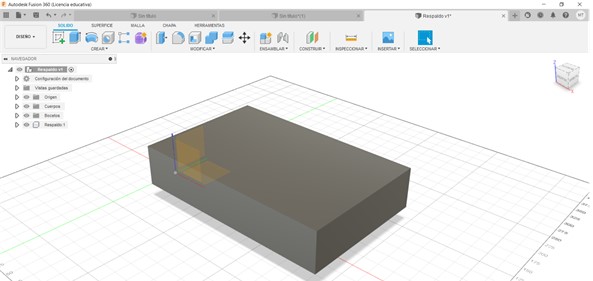 Autodesk Fusion 360 (Licencia educativa)
Sin título*
Sin título*(1)
Respaldo v1*
SÓLIDO SUPERFICIE MALLA CHAPA HERRAMIENTAS
DISEÑO
CREAR MODIFICAR ENSAMBLAR CONSTRUIR INSPECCIONAR INSERTAR SELECCIONAR
NAVEGADOR
Respaldo v1
Configuración del documento
Vistas guardadas
Origen
Cuerpos
Bocetos
Respaldo:1